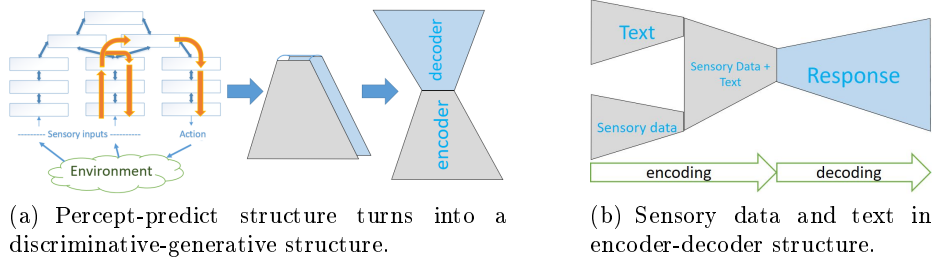 ---------- Sensory inputs ------
Action
Environment
decoder
encoder
Text
Sensory data
Sensory Data +
Text
Response
encoding
decoding
(a) Percept-predict structure turns into a
discriminative-generative structure.
(b) Sensory data and text in
encoder-decoder structure.